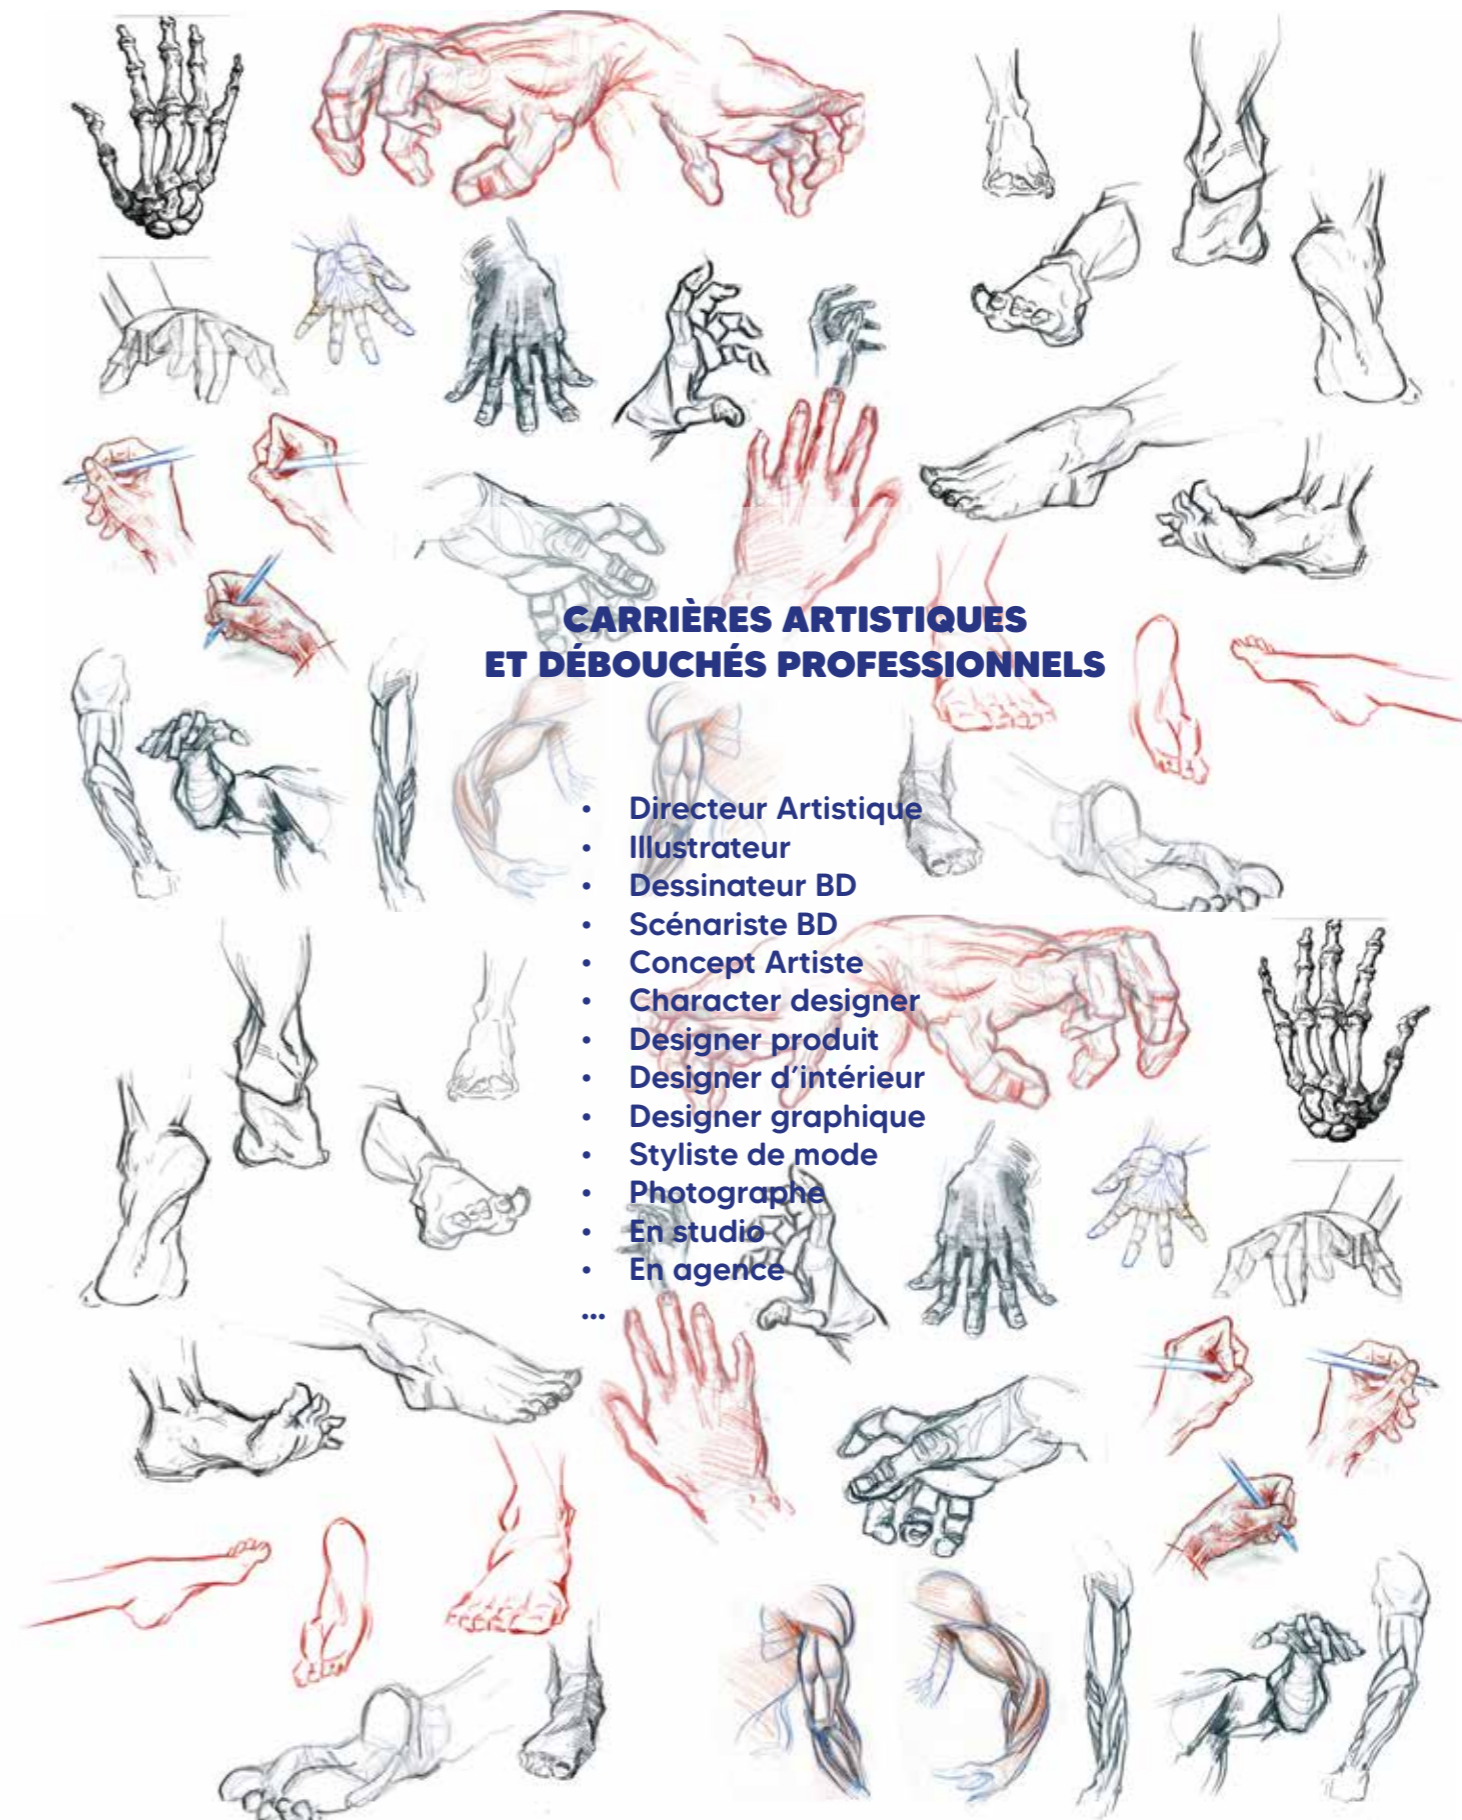 CARRIÈRES ARTISTIQUES
ET DÉBOUCHÉS PROFESSIONNELS
• Directeur Artistique
• Illustrateur
• Dessinateur BD
• Scénariste BD
• Concept Artiste
• Character designer
• Designer produit
• Designer d’intérieur
• Designer graphique
• Styliste de mode
• Photographe
• En studio
• En agence
...